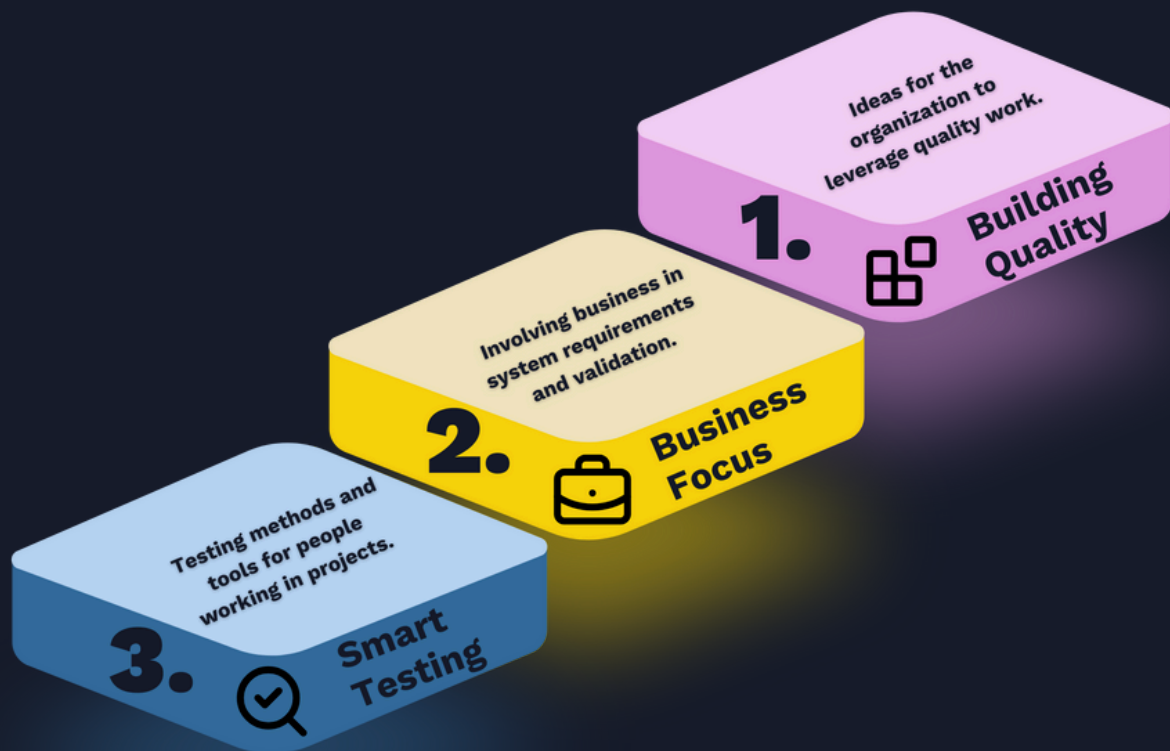 Ideas for the
organization to
leverage quality work.
1.
Building
Quality
Involving business in
system requirements
and validation.
2.
Business
Focus
Testing methods and
tools for people
working in projects.
3.
Smart
Testing